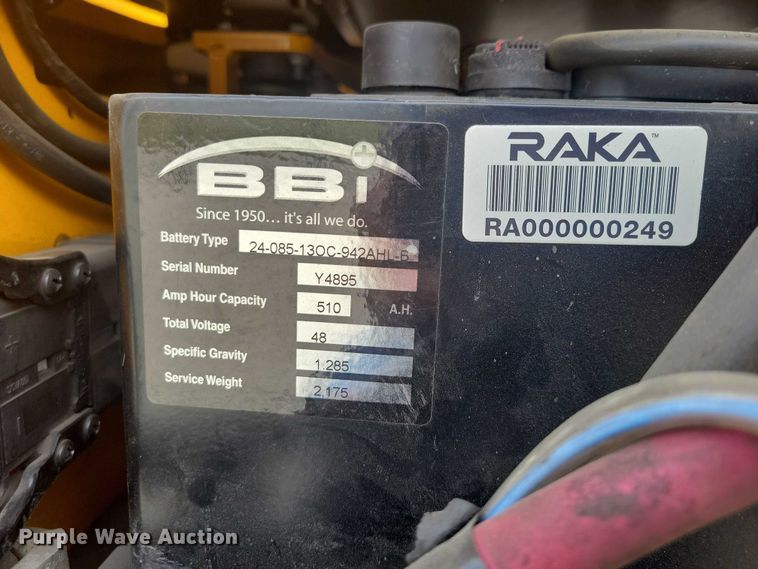 BBi
Since 1950... it's all we do.
Battery Type 24-085-13OC-942AHL-B
Serial Number Y4895
Amp Hour Capacity 510 A.H.
Total Voltage 48
Specific Gravity 1.285
Service Weight 2,175
RAKA™
RA000000249
Purple Wave Auction